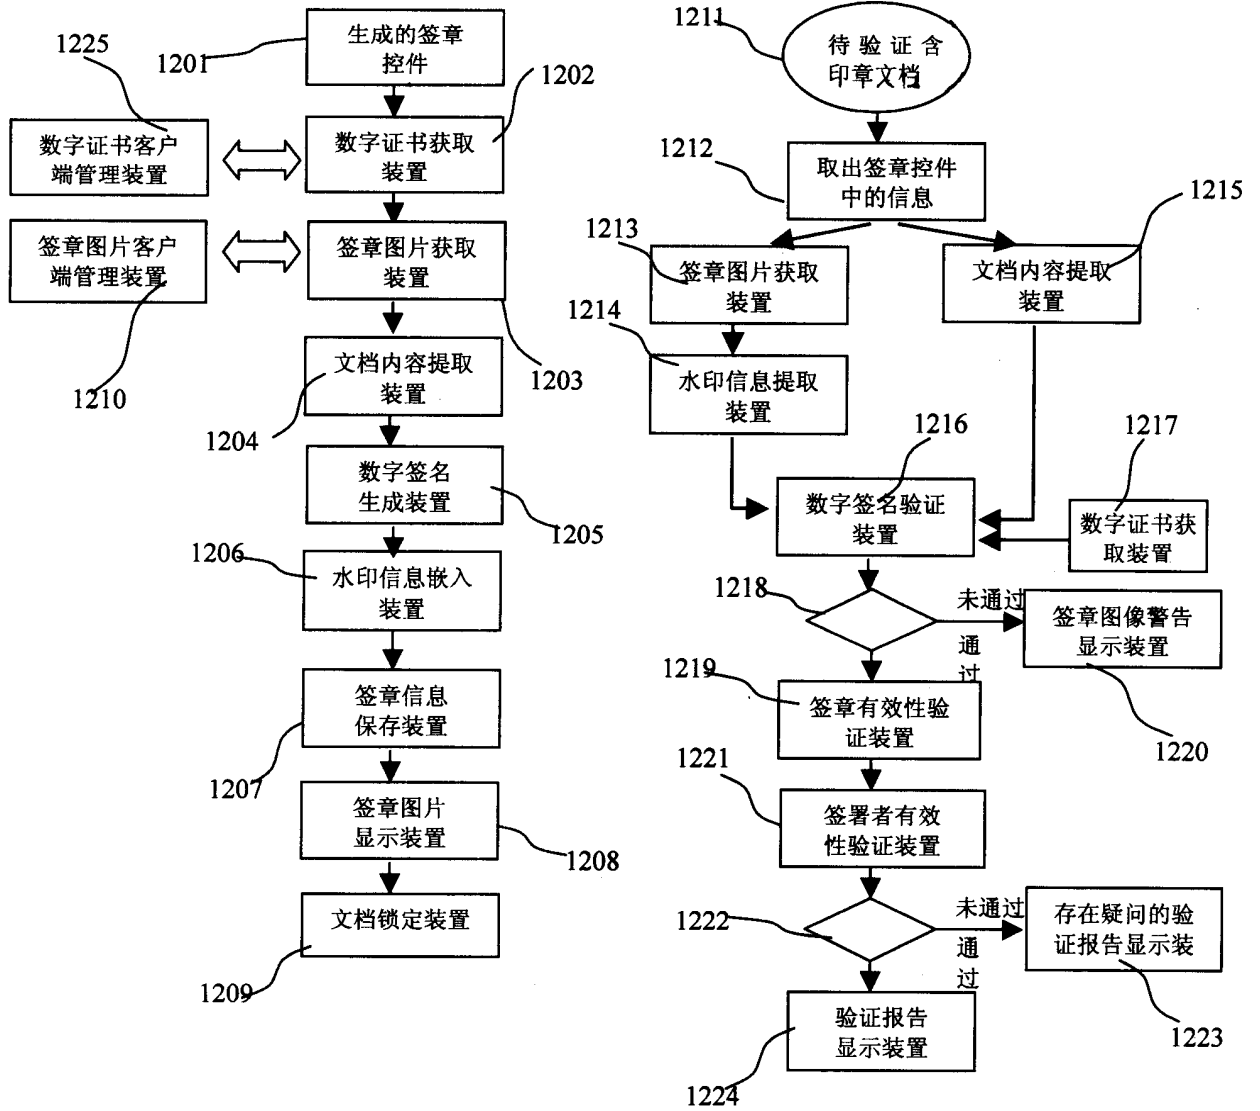 1225
1201
生成的签章
控件
1202
数字证书客户
端管理装置
数字证书获取
装置
签章图片客户
端管理装置
签章图片获取
装置
1210
1203
文档内容提取
装置
1204
数字签名
生成装置
1205
1206
水印信息嵌入
装置
签章信息
保存装置
1207
签章图片
显示装置
1208
文档锁定装置
1209
1211
待验证含
印章文档
1212
取出签章控件
中的信息
1215
1213
签章图片获取
装置
文档内容提取
装置
1214
水印信息提取
装置
1216
1217
数字签名验证
装置
数字证书获
取装置
1218
未通过
通
过
签章图像警告
显示装置
1219
签章有效性验
证装置
1220
1221
签署者有效
性验证装置
1222
未通过
通
过
存在疑问的验
证报告显示装
验证报告
显示装置
1223
1224